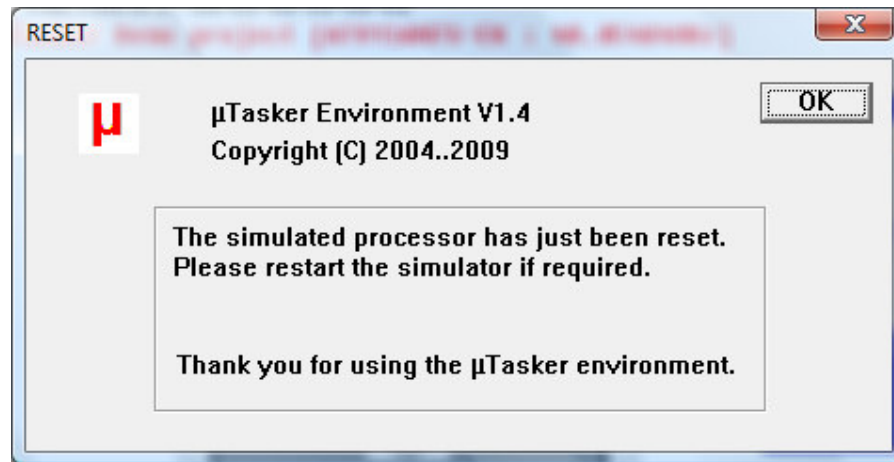 RESET
µ
µTasker Environment V1.4
Copyright (C) 2004..2009
OK
The simulated processor has just been reset.
Please restart the simulator if required.
Thank you for using the µTasker environment.